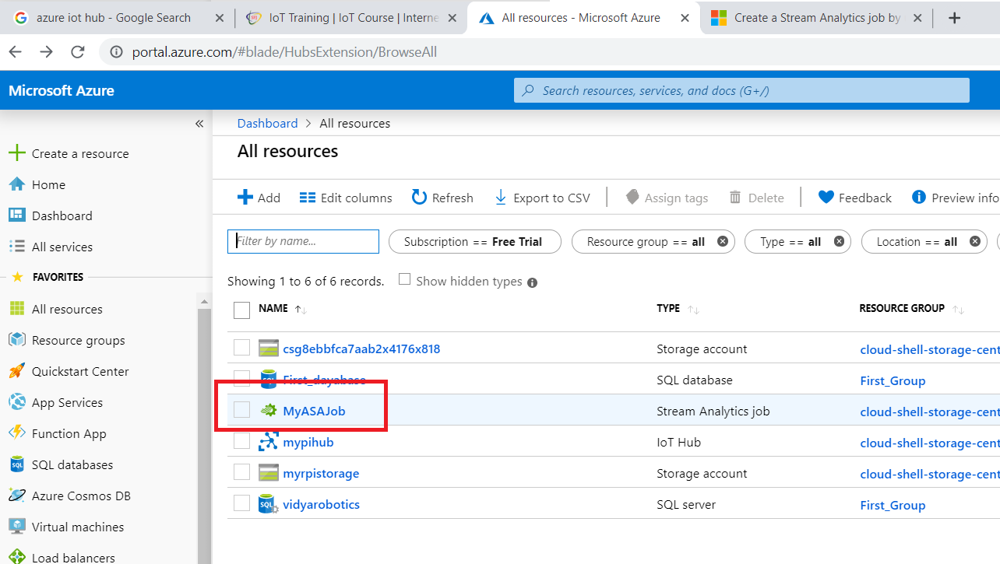 azure iot hub - Google Search
IoT Training | IoT Course | Interne
All resources - Microsoft Azure
Create a Stream Analytics job by
portal.azure.com/#blade/HubsExtension/BrowseAll
Microsoft Azure
Search resources, services, and docs (G+/)
«
Create a resource
Home
Dashboard
All services
FAVORITES
All resources
Resource groups
Quickstart Center
App Services
Function App
SQL databases
Azure Cosmos DB
Virtual machines
Load balancers
Dashboard > All resources
All resources
Add
Edit columns
Refresh
Export to CSV
Assign tags
Delete
Feedback
Preview info
Filter by name...
Subscription == Free Trial
Resource group == all
Type == all
Location == all
Showing 1 to 6 of 6 records.
Show hidden types
NAME TYPE RESOURCE GROUP
csg8ebbfca7aab2x4176x818 Storage account cloud-shell-storage-cent
First_dayabase SQL database First_Group
MyASAJob Stream Analytics job cloud-shell-storage-cent
mypihub IoT Hub cloud-shell-storage-cent
myrpistorage Storage account cloud-shell-storage-cent
vidyarobotics SQL server First_Group